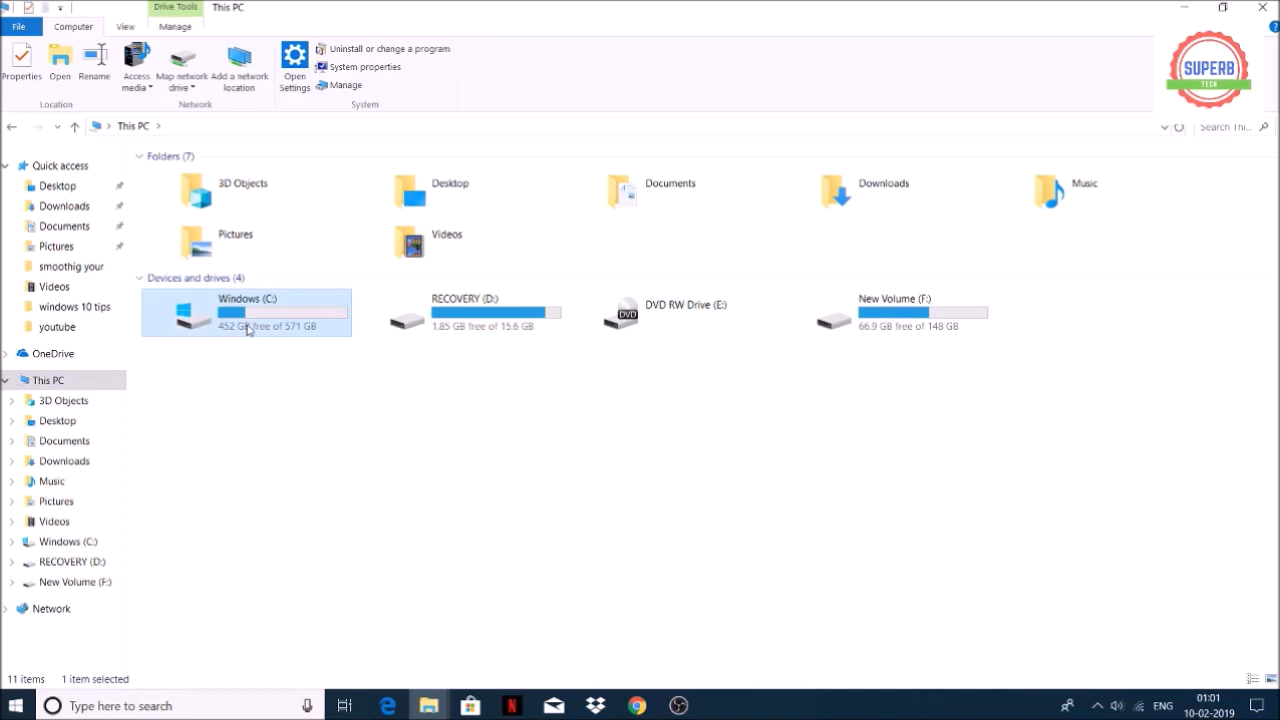 Drive Tools This PC
File Computer View Manage
Properties Open Rename Access media Map network drive Add a network location Open Settings Uninstall or change a program System properties Manage
Location Network System
SUPERB
TECH
This PC
Search Thi...
Folders (7)
3D Objects Desktop Documents Downloads Music
Pictures Videos
Devices and drives (4)
Windows (C:) RECOVERY (D:) DVD RW Drive (E:) New Volume (F:)
452 GB free of 571 GB 1.85 GB free of 15.6 GB 66.9 GB free of 148 GB
Quick access
Desktop
Downloads
Documents
Pictures
smoothig your
Videos
windows 10 tips
youtube
OneDrive
This PC
3D Objects
Desktop
Documents
Downloads
Music
Pictures
Videos
Windows (C:)
RECOVERY (D:)
New Volume (F:)
Network
11 items 1 item selected
Type here to search
ENG
01:01
10-02-2019